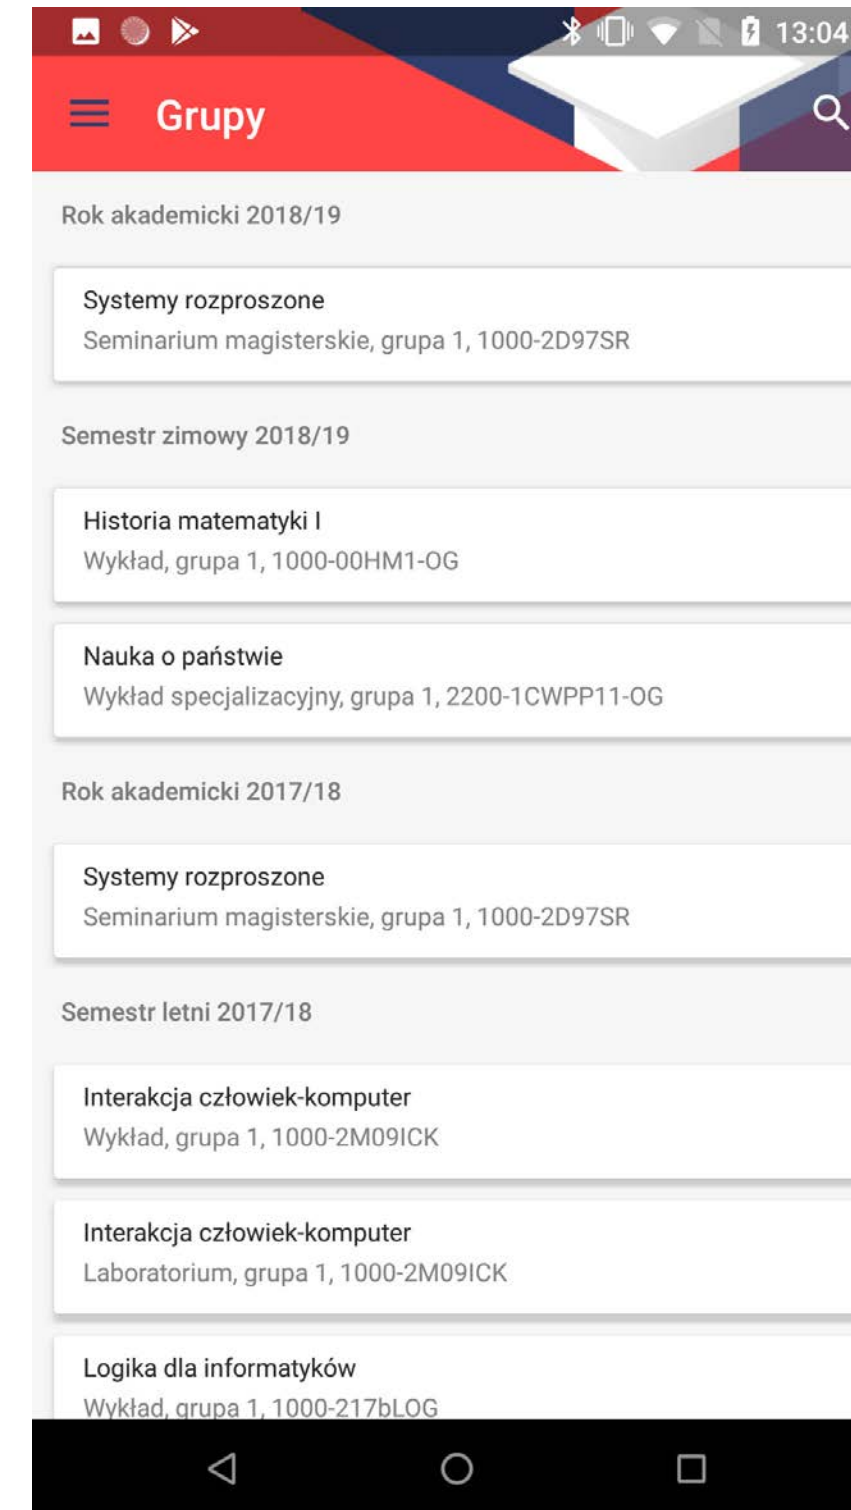 13:04
Grupy
Rok akademicki 2018/19
Systemy rozproszone
Seminarium magisterskie, grupa 1, 1000-2D97SR
Semestr zimowy 2018/19
Historia matematyki I
Wykład, grupa 1, 1000-00HM1-OG
Nauka o państwie
Wykład specjalizacyjny, grupa 1, 2200-1CWPP11-OG
Rok akademicki 2017/18
Systemy rozproszone
Seminarium magisterskie, grupa 1, 1000-2D97SR
Semestr letni 2017/18
Interakcja człowiek-komputer
Wykład, grupa 1, 1000-2M09ICK
Interakcja człowiek-komputer
Laboratorium, grupa 1, 1000-2M09ICK
Logika dla informatyków
Wykład, grupa 1, 1000-217bLOG